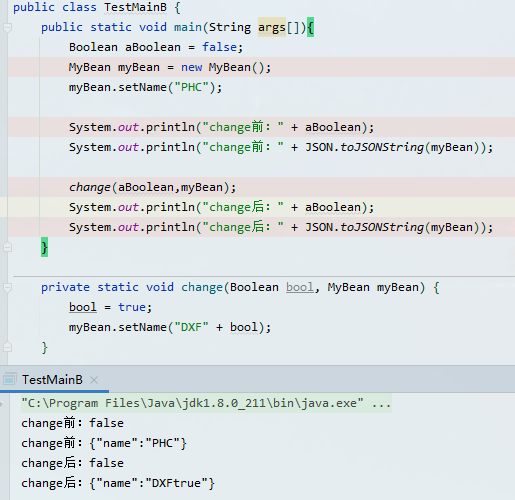 public class TestMainB {
public static void main(String args[]){
Boolean aBoolean = false;
MyBean myBean = new MyBean();
myBean.setName("PHC");
System.out.println("change前：" + aBoolean);
System.out.println("change前：" + JSON.toJSONString(myBean));
change(aBoolean,myBean);
System.out.println("change后：" + aBoolean);
System.out.println("change后：" + JSON.toJSONString(myBean));
}
private static void change(Boolean bool, MyBean myBean) {
bool = true;
myBean.setName("DXF" + bool);
}
TestMainB ×
"C:\Program Files\Java\jdk1.8.0_211\bin\java.exe" ...
change前：false
change前：{"name":"PHC"}
change后：false
change后：{"name":"DXFtrue"}